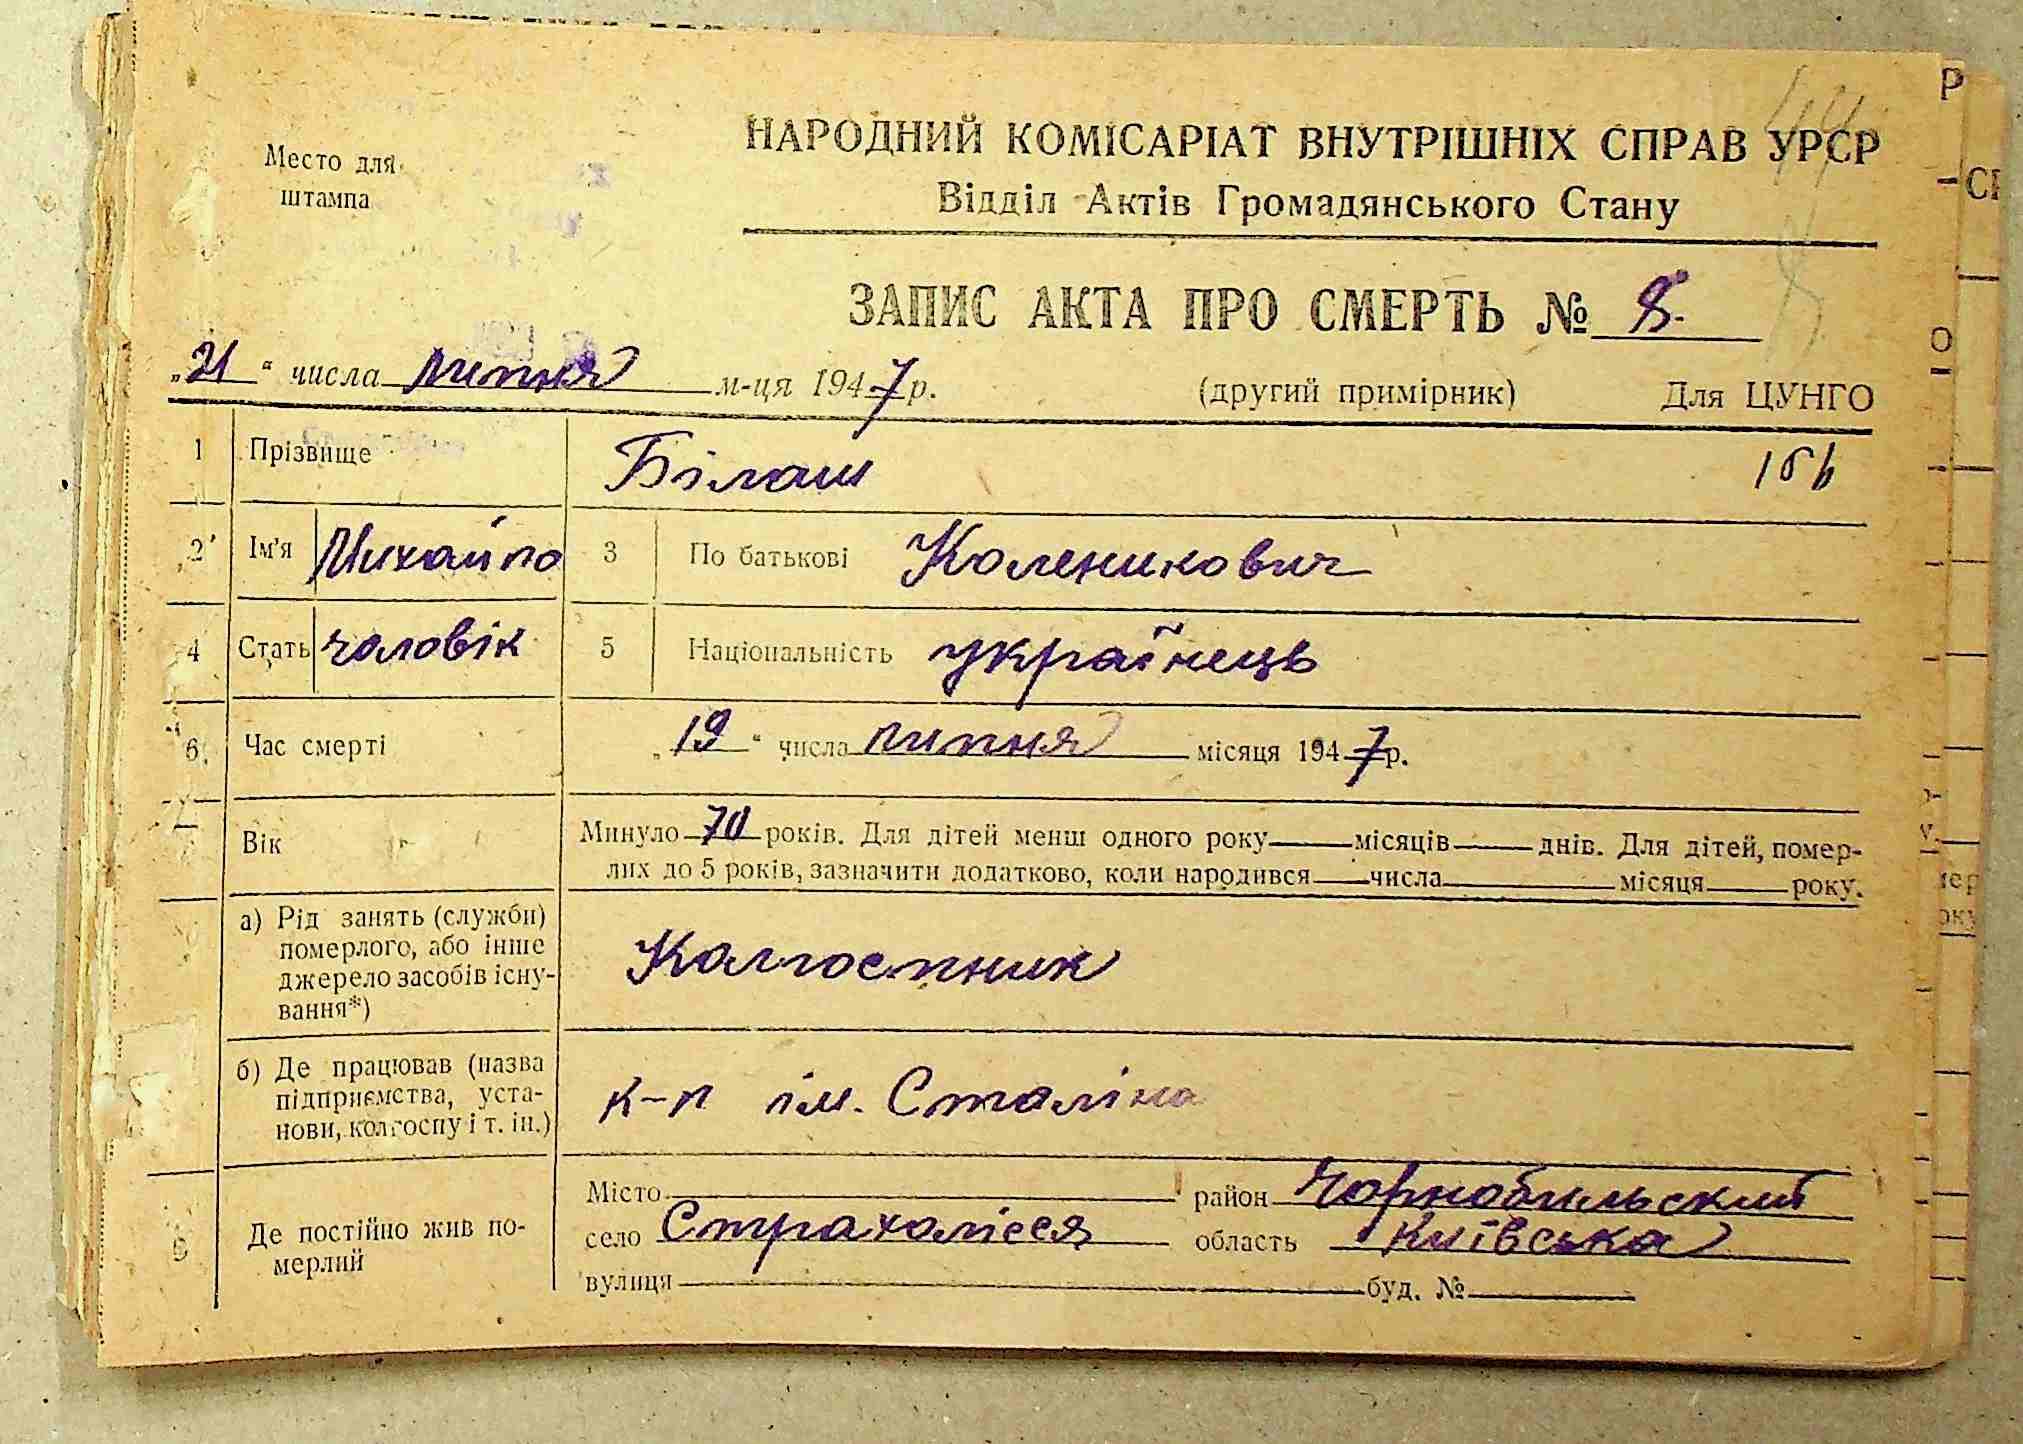 Место для
штампа
НАРОДНИЙ КОМІСАРІАТ ВНУТРІШНІХ СПРАВ УРСР
Відділ Актів Громадянського Стану
ЗАПИС АКТА ПРО СМЕРТЬ № 8.
„21“ числа липня м-ця 1947 р.
(другий примірник) Для ЦУНГО
1 Прізвище Білаш
2 Ім'я Михайло 3 По батькові Коленикович
4 Стать чоловік 5 Національність українець
6 Час смерті „19“ числа липня місяця 1947 р.
Вік Минуло 70 років. Для дітей менш одного року місяців днів. Для дітей, помер-
лих до 5 років, зазначити додатково, коли народився числа місяця року.
а) Рід занять (служби)
померлого, або інше
джерело засобів існу-
вання*)
Колгоспник
б) Де працював (назва
підприємства, уста-
нови, колгоспу і т. ін.)
к-п ім. Сталіна
Де постійно жив по-
мерлий
Місто район Чорнобильский
село Страхолісся область Київська
вулиця буд. №